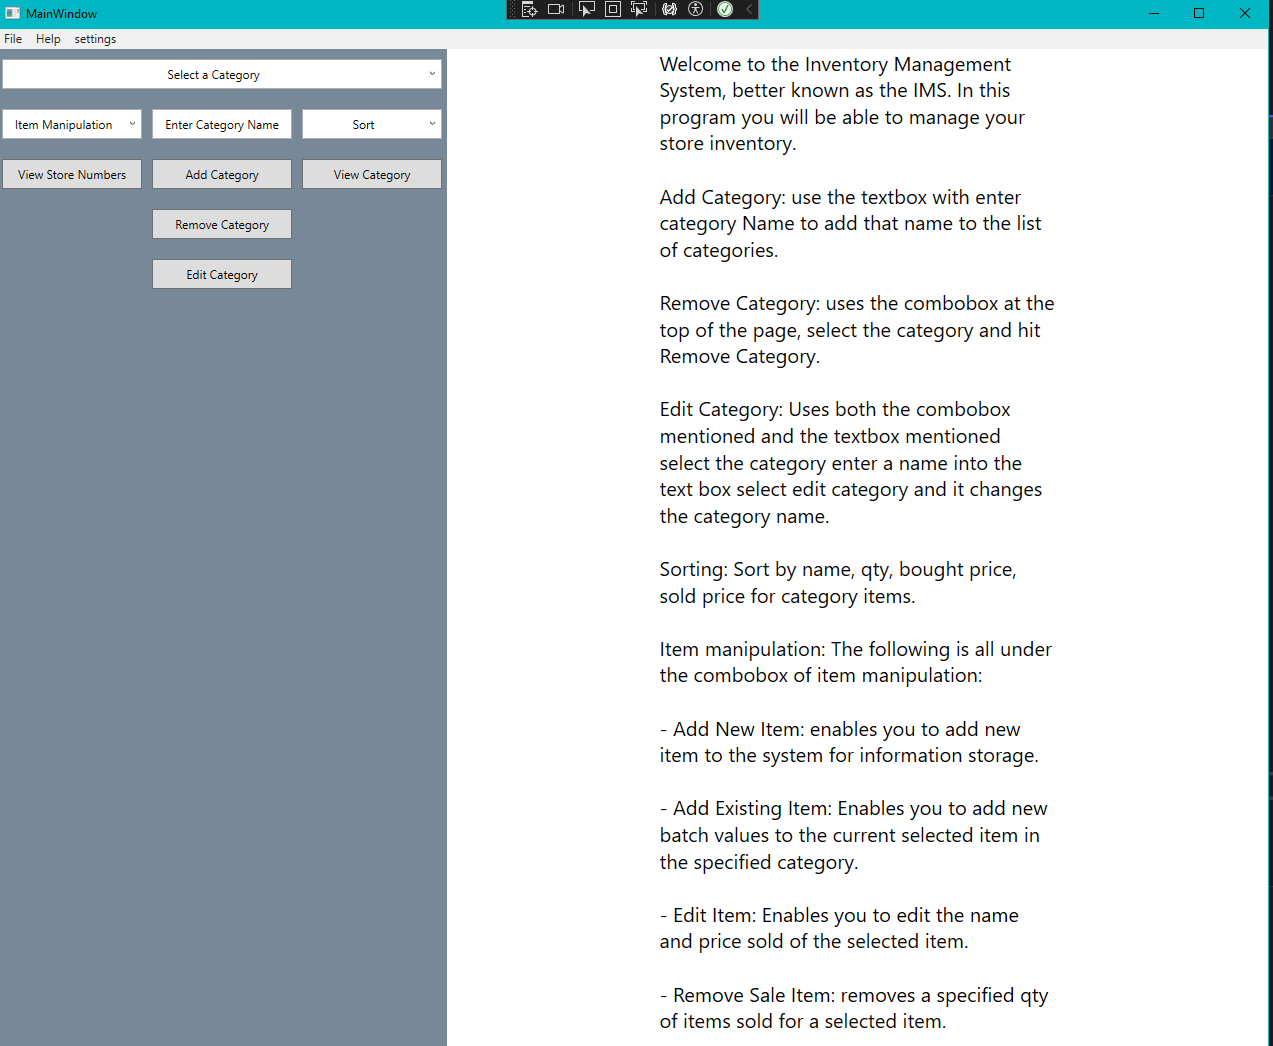 MainWindow
File Help settings
Select a Category
Item Manipulation Enter Category Name Sort
View Store Numbers Add Category View Category
Remove Category
Edit Category
Welcome to the Inventory Management
System, better known as the IMS. In this
program you will be able to manage your
store inventory.
Add Category: use the textbox with enter
category Name to add that name to the list
of categories.
Remove Category: uses the combobox at the
top of the page, select the category and hit
Remove Category.
Edit Category: Uses both the combobox
mentioned and the textbox mentioned
select the category enter a name into the
text box select edit category and it changes
the category name.
Sorting: Sort by name, qty, bought price,
sold price for category items.
Item manipulation: The following is all under
the combobox of item manipulation:
- Add New Item: enables you to add new
item to the system for information storage.
- Add Existing Item: Enables you to add new
batch values to the current selected item in
the specified category.
- Edit Item: Enables you to edit the name
and price sold of the selected item.
- Remove Sale Item: removes a specified qty
of items sold for a selected item.